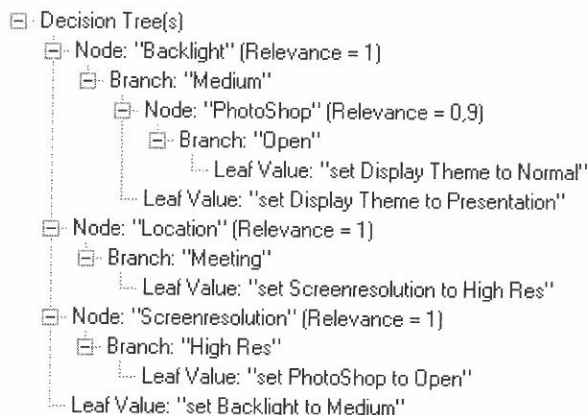 Decision Tree(s)
Node: "Backlight" (Relevance = 1)
Branch: "Medium"
Node: "PhotoShop" (Relevance = 0,9)
Branch: "Open"
Leaf Value: "set Display Theme to Normal"
Leaf Value: "set Display Theme to Presentation"
Node: "Location" (Relevance = 1)
Branch: "Meeting"
Leaf Value: "set Screenresolution to High Res"
Node: "Screenresolution" (Relevance = 1)
Branch: "High Res"
Leaf Value: "set PhotoShop to Open"
Leaf Value: "set Backlight to Medium"